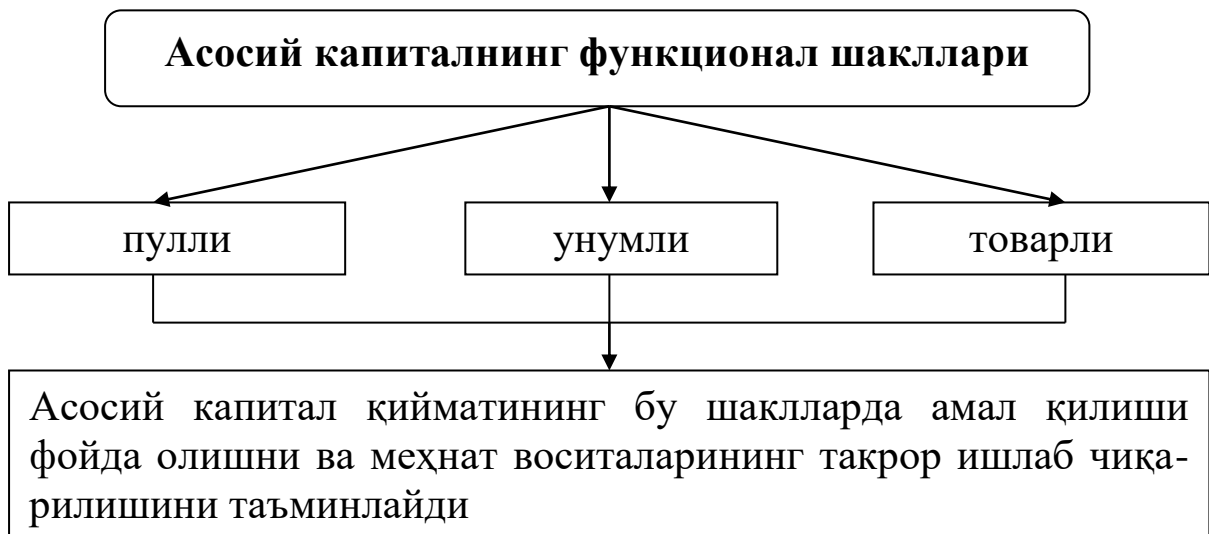 Асосий капиталнинг функционал шакллари
пулли
унумли
товарли
Асосий капитал қийматининг бу шаклларда амал қилиши
фойда олишни ва меҳнат воситаларининг такрор ишлаб чиқа-
рилишини таъминлайди